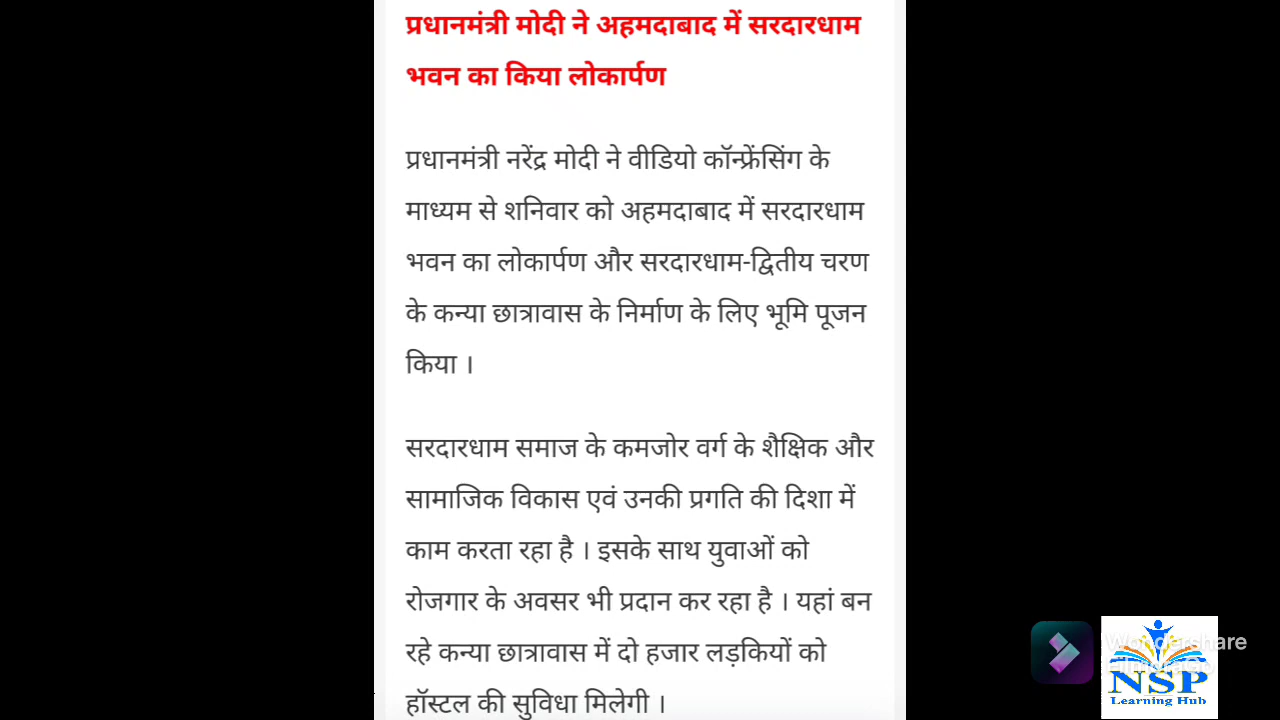 प्रधानमंत्री मोदी ने अहमदाबाद में सरदारधाम
भवन का किया लोकार्पण
प्रधानमंत्री नरेंद्र मोदी ने वीडियो कॉन्फ्रेंसिंग के
माध्यम से शनिवार को अहमदाबाद में सरदारधाम
भवन का लोकार्पण और सरदारधाम-द्वितीय चरण
के कन्या छात्रावास के निर्माण के लिए भूमि पूजन
किया ।
सरदारधाम समाज के कमजोर वर्ग के शैक्षिक और
सामाजिक विकास एवं उनकी प्रगति की दिशा में
काम करता रहा है । इसके साथ युवाओं को
रोजगार के अवसर भी प्रदान कर रहा है । यहां बन
रहे कन्या छात्रावास में दो हजार लड़कियों को
हॉस्टल की सुविधा मिलेगी ।
Wondershare
NSP
Learning Hub